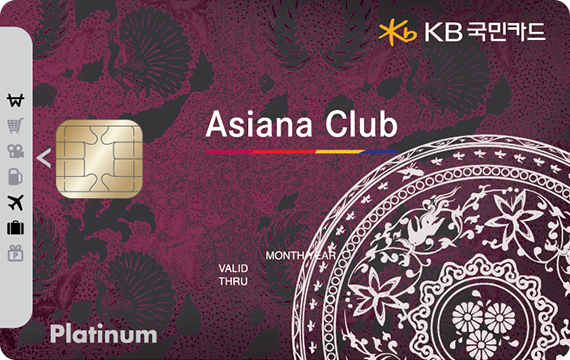 KB 국민카드
Asiana Club
MONTH/YEAR
VALID
THRU
Platinum